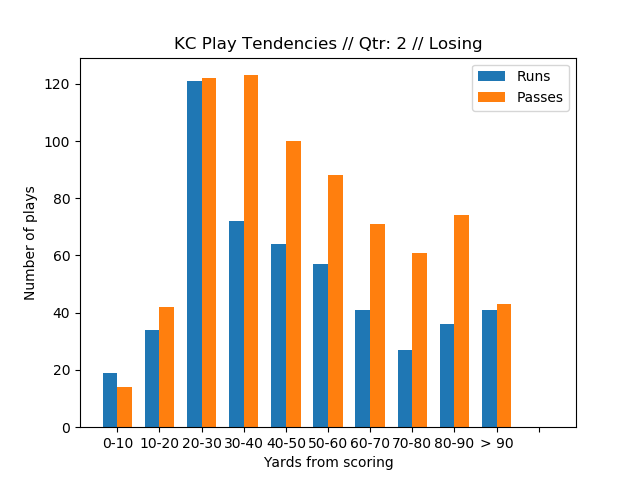 KC Play Tendencies // Qtr: 2 // Losing
Runs
Passes
Number of plays
120
100
80
60
40
20
0
0-10 10-20 20-30 30-40 40-50 50-60 60-70 70-80 80-90 > 90
Yards from scoring